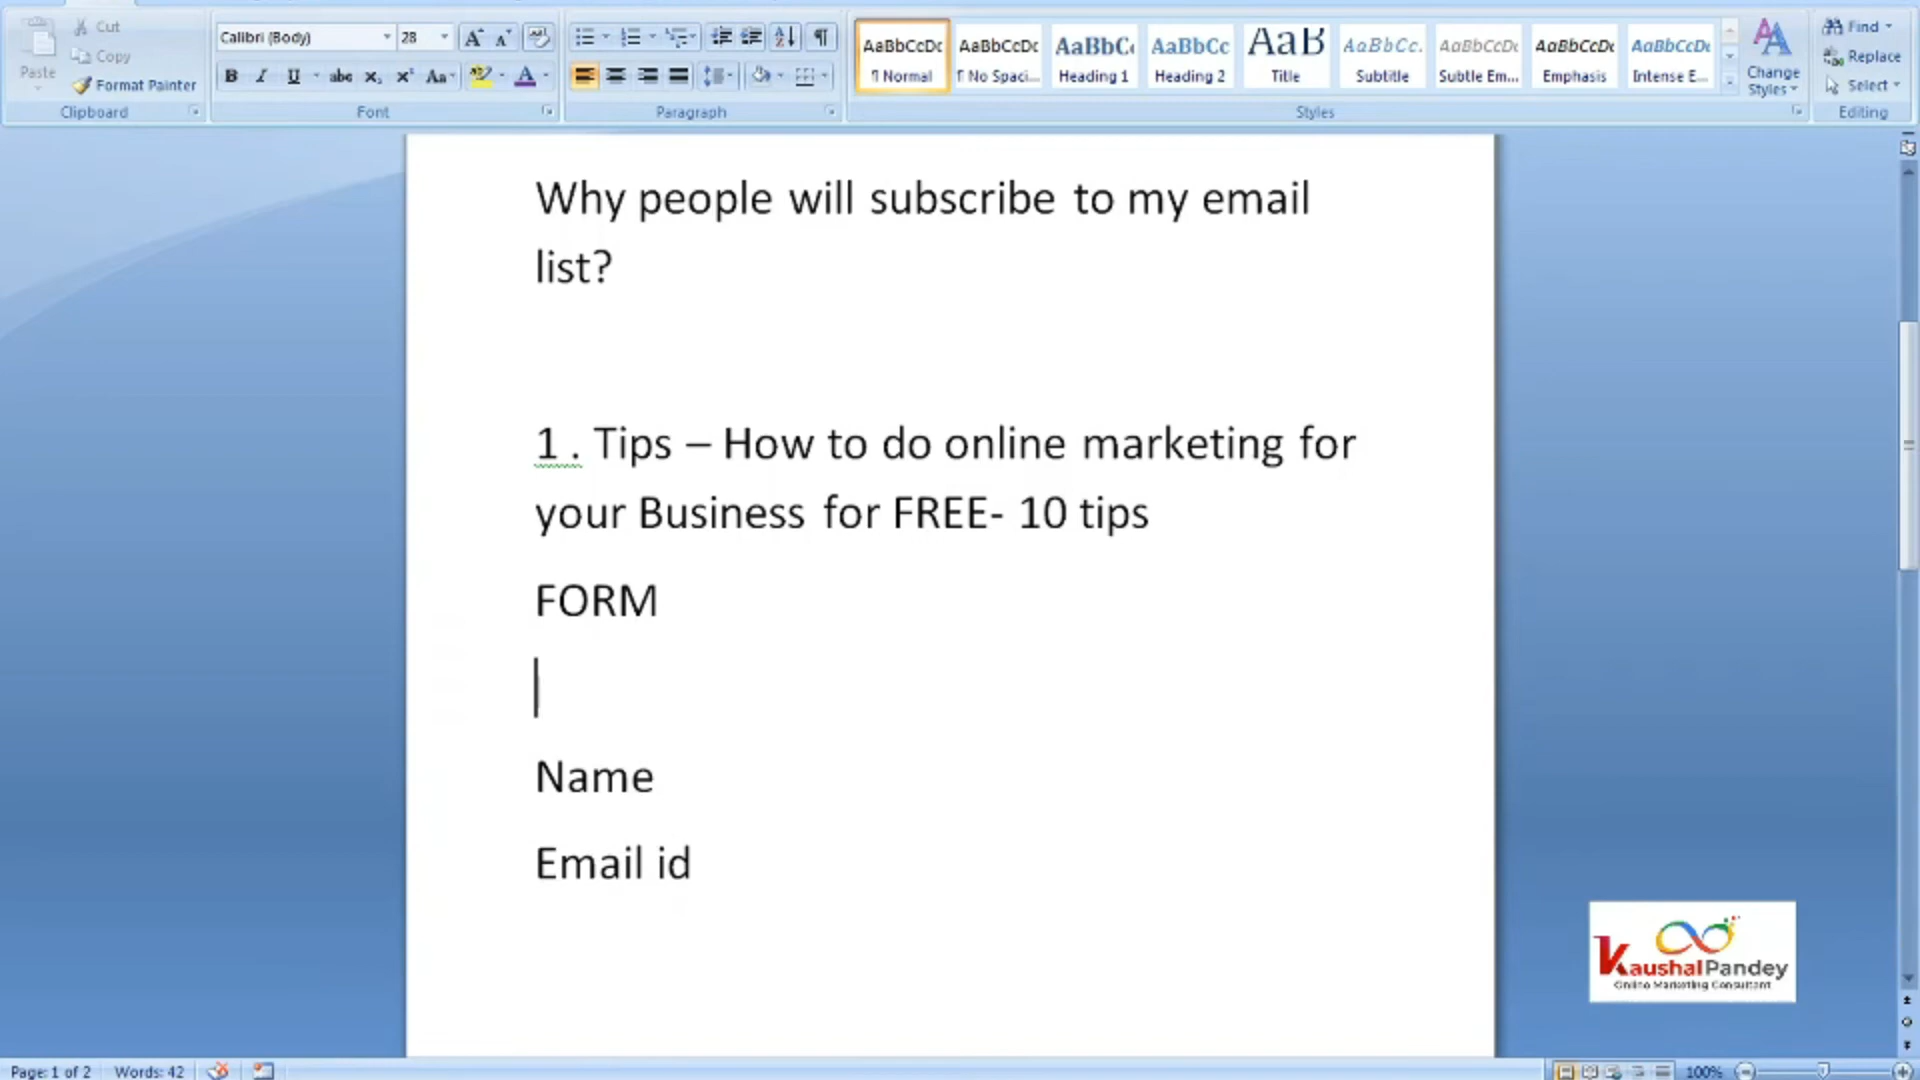 Cut
Copy
Paste
Format Painter
Clipboard
Calibri (Body)
28
B I U abc x₂ x² Aa A
Font
Paragraph
AaBbCcDc AaBbCcDc AaBbC AaBbCc AaB AaBbCc. AaBbCcDc AaBbCcDc AaBbCcDc
¶ Normal ¶ No Spaci... Heading 1 Heading 2 Title Subtitle Subtle Em... Emphasis Intense E...
Change
Styles
Styles
Find
Replace
Select
Editing
Why people will subscribe to my email
list?
1 . Tips – How to do online marketing for
your Business for FREE- 10 tips
FORM
Name
Email id
KaushalPandey
Online Marketing Consultant
Page: 1 of 2 Words: 42 100%